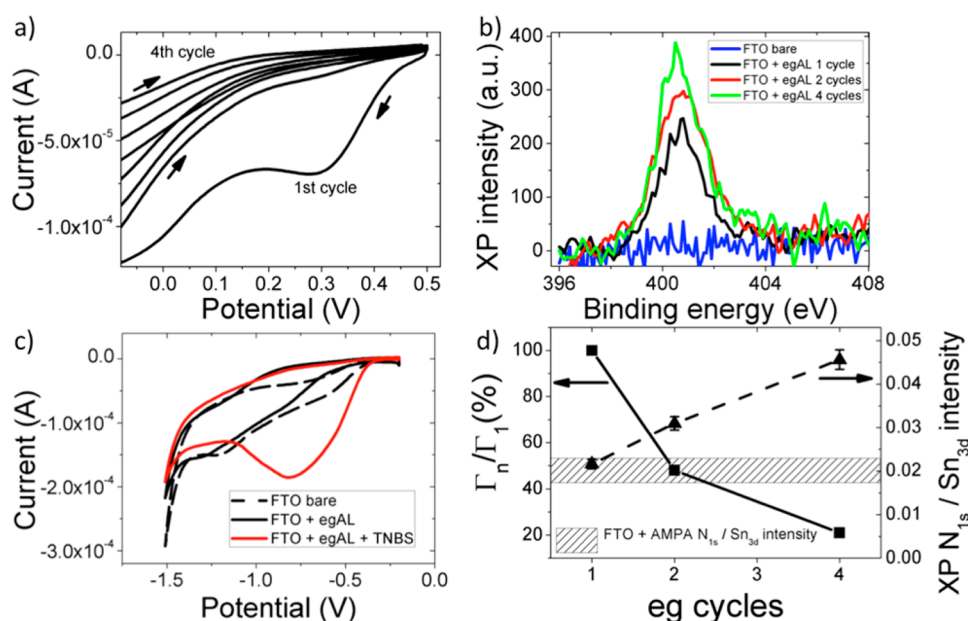 a)
4th cycle
1st cycle
0.0
-5.0x10⁻⁵
-1.0x10⁻⁴
Current (A)
0.0 0.1 0.2 0.3 0.4 0.5
Potential (V)
b)
FTO bare
FTO + egAL 1 cycle
FTO + egAL 2 cycles
FTO + egAL 4 cycles
400
300
200
100
0
XP intensity (a.u.)
396 400 404 408
Binding energy (eV)
c)
0.0
-1.0x10⁻⁴
-2.0x10⁻⁴
-3.0x10⁻⁴
Current (A)
FTO bare
FTO + egAL
FTO + egAL + TNBS
-1.5 -1.0 -0.5 0.0
Potential (V)
d)
100
80
60
40
20
Γn/Γ1(%)
0.05
0.04
0.03
0.02
0.01
0.00
XP N1s / Sn3d intensity
FTO + AMPA N1s / Sn3d intensity
1 2 3 4
eg cycles